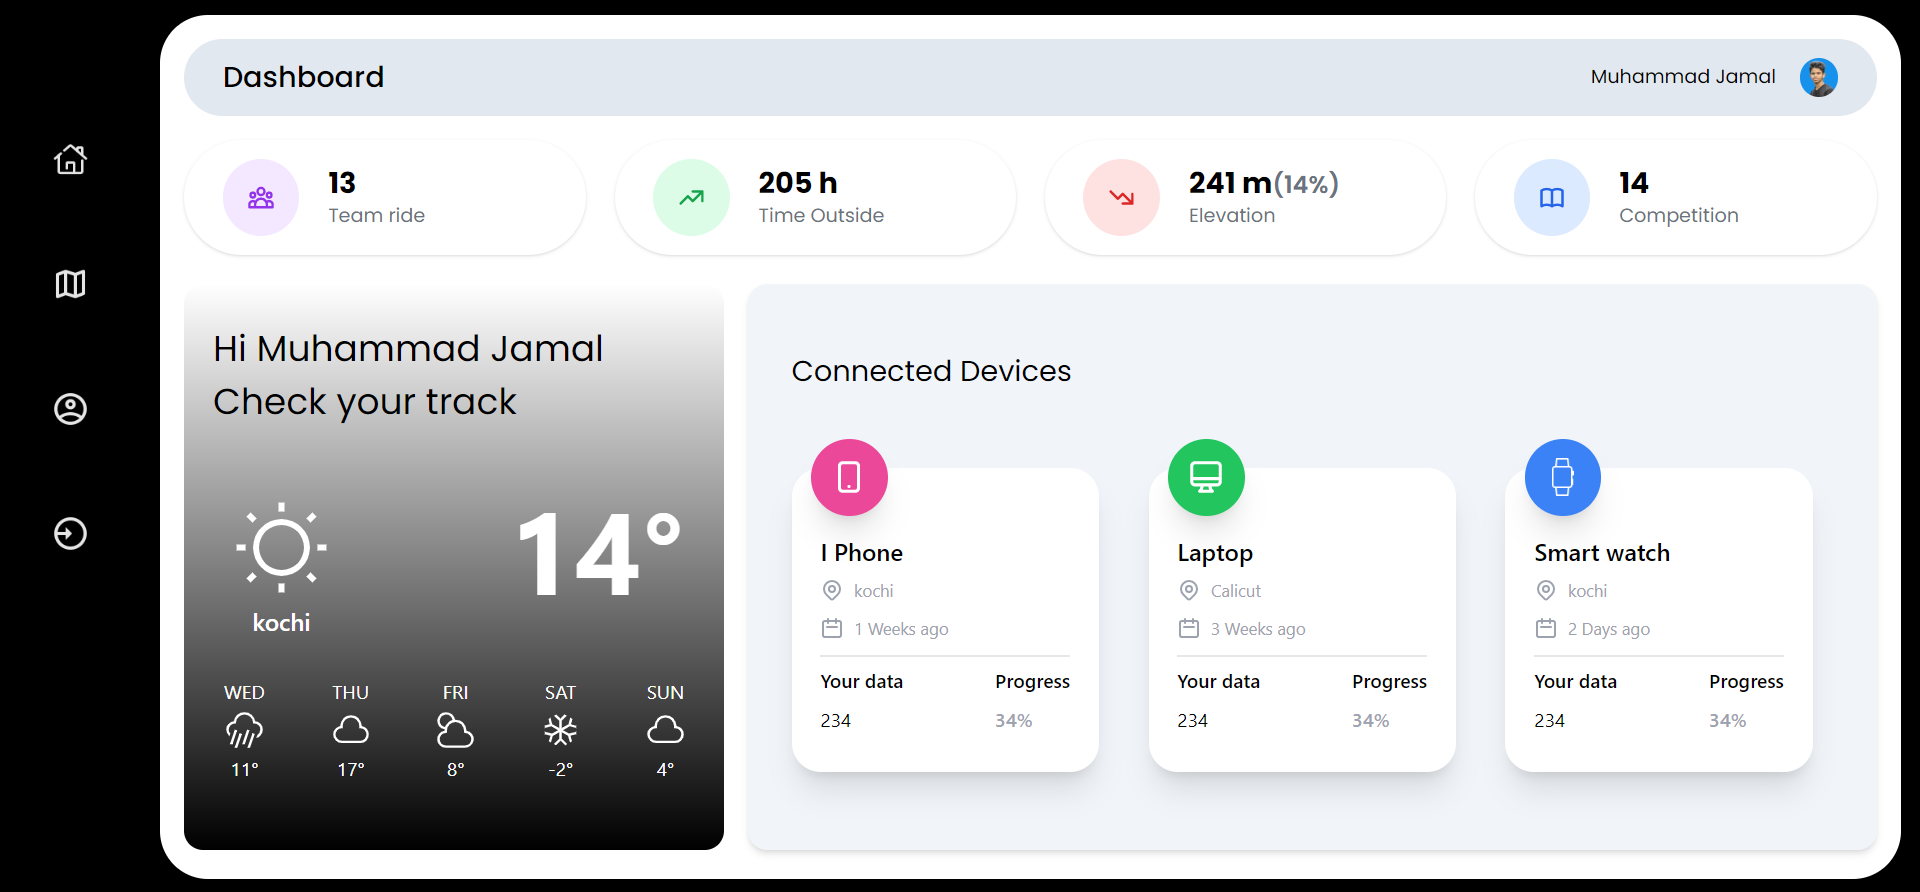 Dashboard
Muhammad Jamal
13
Team ride
205 h
Time Outside
241 m(14%)
Elevation
14
Competition
Hi Muhammad Jamal
Check your track
14°
kochi
WED THU FRI SAT SUN
11° 17° 8° -2° 4°
Connected Devices
I Phone
kochi
1 Weeks ago
Your data Progress
234 34%
Laptop
Calicut
3 Weeks ago
Your data Progress
234 34%
Smart watch
kochi
2 Days ago
Your data Progress
234 34%